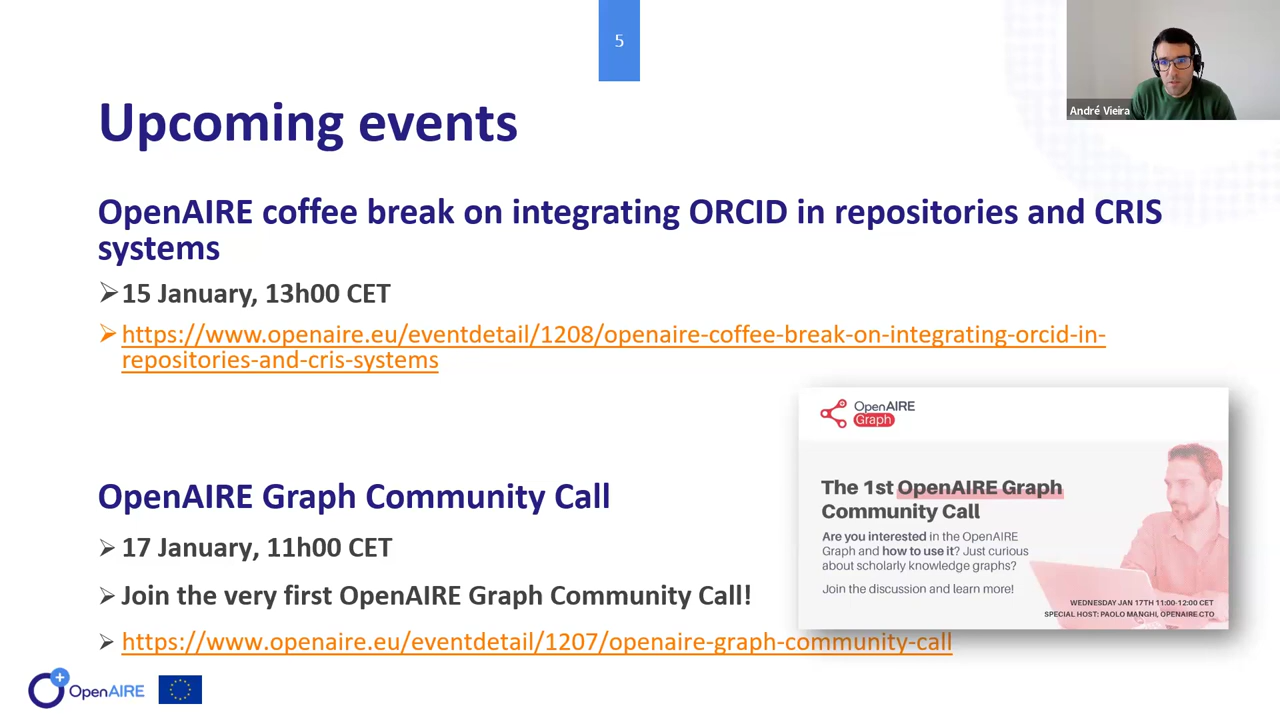 5
André Vieira
Upcoming events
OpenAIRE coffee break on integrating ORCID in repositories and CRIS
systems
➢15 January, 13h00 CET
➢https://www.openaire.eu/eventdetail/1208/openaire-coffee-break-on-integrating-orcid-in-
repositories-and-cris-systems
OpenAIRE Graph Community Call
➢17 January, 11h00 CET
➢Join the very first OpenAIRE Graph Community Call!
➢https://www.openaire.eu/eventdetail/1207/openaire-graph-community-call
OpenAIRE
Graph
The 1st OpenAIRE Graph
Community Call
Are you interested in the OpenAIRE
Graph and how to use it? Just curious
about scholarly knowledge graphs?
Join the discussion and learn more!
WEDNESDAY JAN 17TH 11:00-12:00 CET
SPECIAL HOST: PAOLO MANGHI, OPENAIRE CTO
OpenAIRE